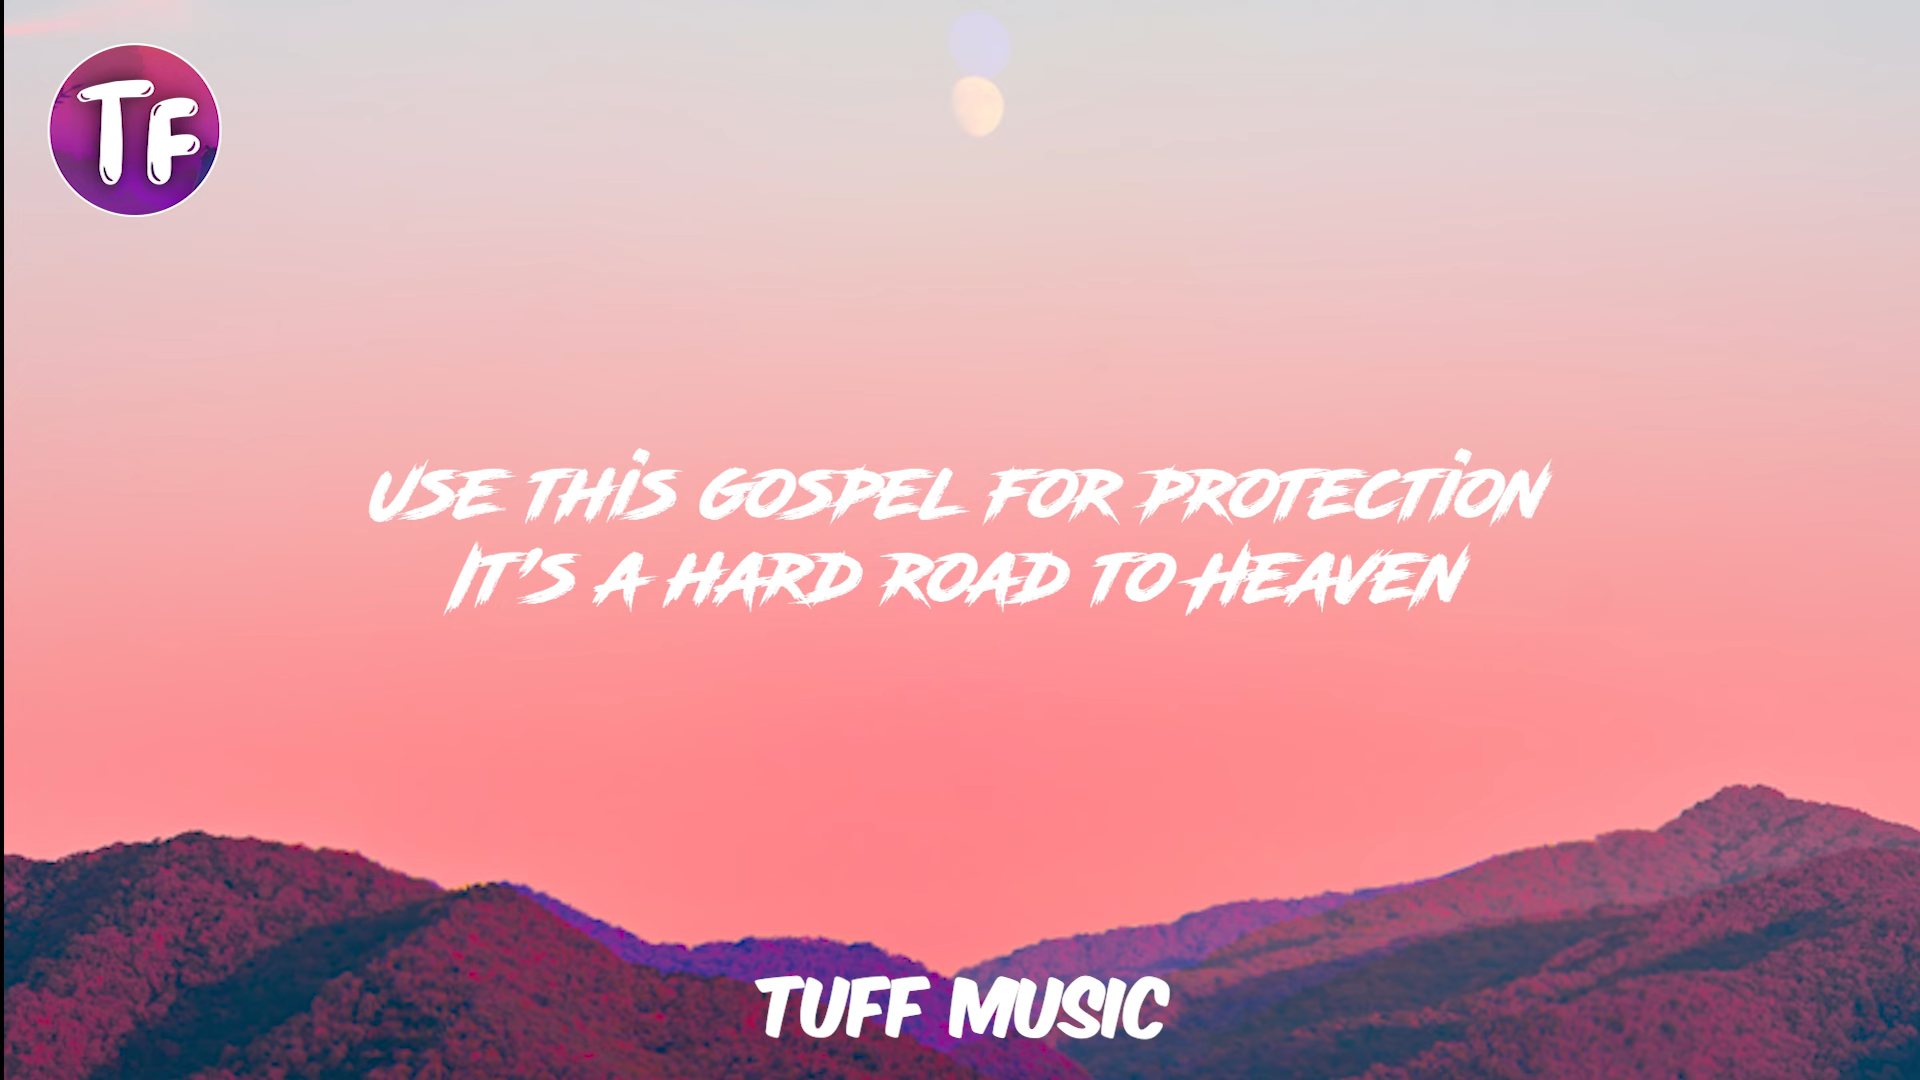 TF
USE THIS GOSPEL FOR PROTECTION
IT'S A HARD ROAD TO HEAVEN
TUFF MUSIC